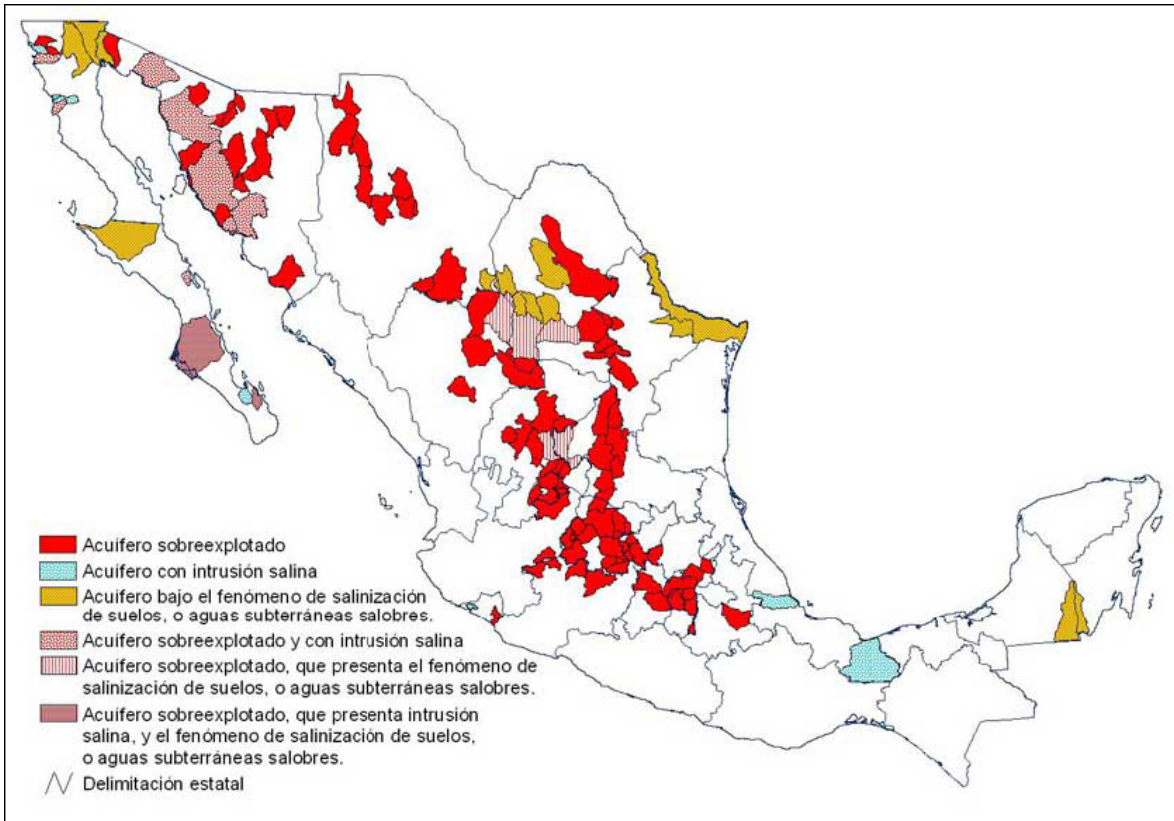 Acuífero sobreexplotado
Acuífero con intrusión salina
Acuífero bajo el fenómeno de salinización
de suelos, o aguas subterráneas salobres.
Acuífero sobreexplotado y con intrusión salina
Acuífero sobreexplotado, que presenta el fenómeno de
salinización de suelos, o aguas subterráneas salobres.
Acuífero sobreexplotado, que presenta intrusión
salina, y el fenómeno de salinización de suelos,
o aguas subterráneas salobres.
Delimitación estatal